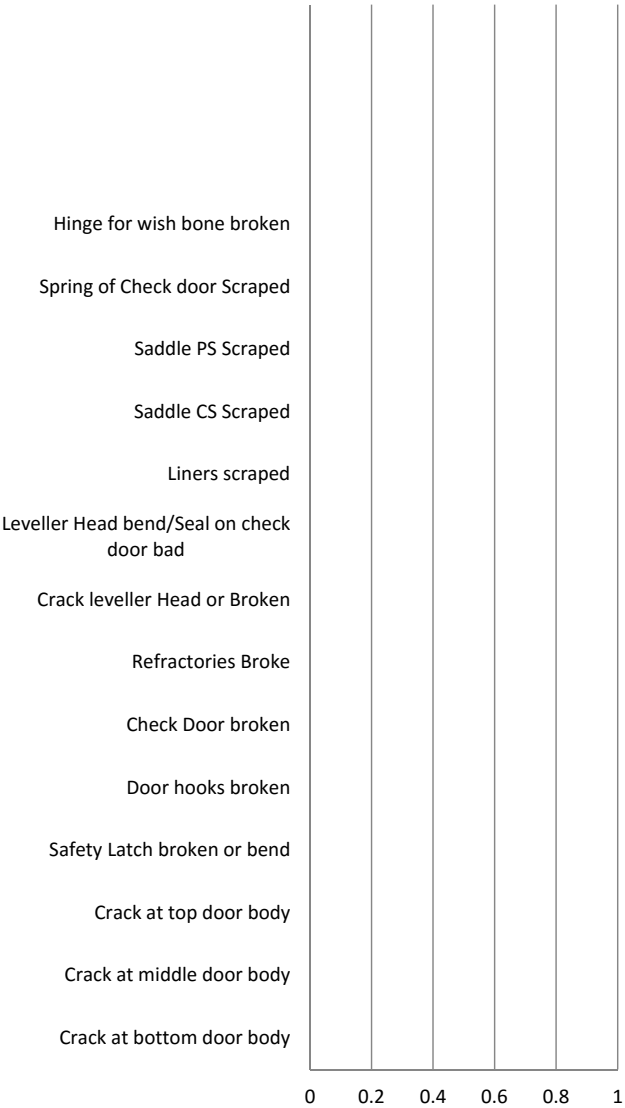 Hinge for wish bone broken
Spring of Check door Scraped
Saddle PS Scraped
Saddle CS Scraped
Liners scraped
Leveller Head bend/Seal on check
door bad
Crack leveller Head or Broken
Refractories Broke
Check Door broken
Door hooks broken
Safety Latch broken or bend
Crack at top door body
Crack at middle door body
Crack at bottom door body
0 0.2 0.4 0.6 0.8 1